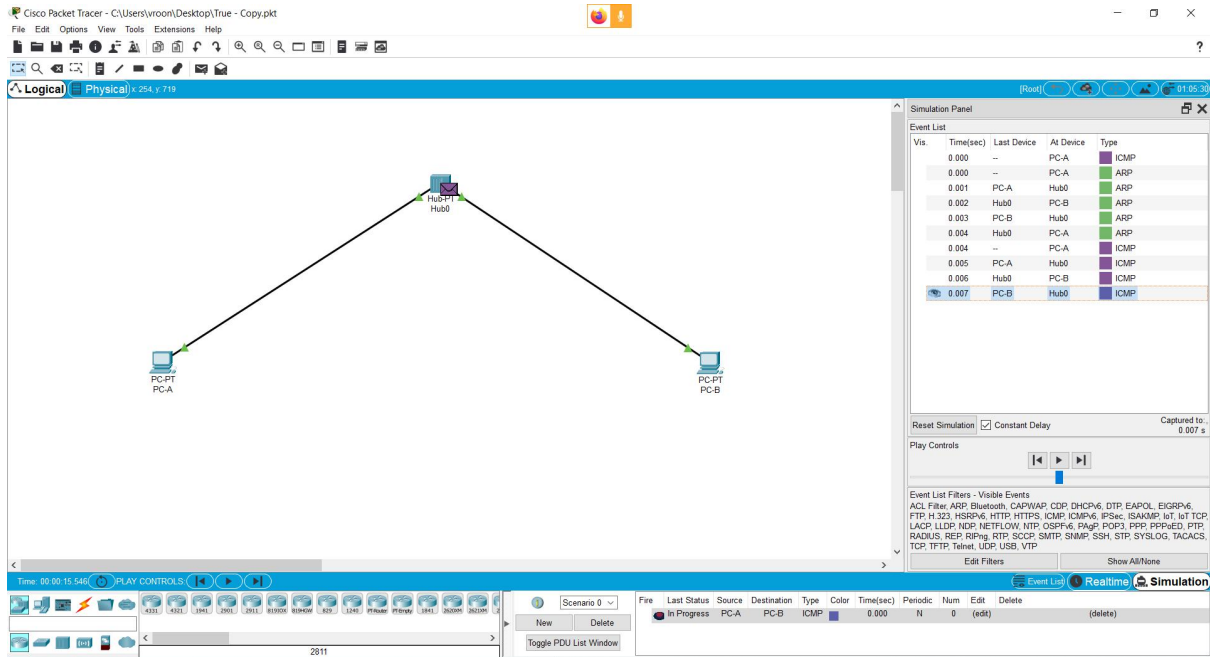 Cisco Packet Tracer - C:\Users\vroon\Desktop\True - Copy.pkt
File Edit Options View Tools Extensions Help
Logical Physical x: 254, y: 719 [Root] 01:05:30
Simulation Panel
Event List
Vis. Time(sec) Last Device At Device Type
0.000 -- PC-A ICMP
0.000 -- PC-A ARP
0.001 PC-A Hub0 ARP
0.002 Hub0 PC-B ARP
0.003 PC-B Hub0 ARP
0.004 Hub0 PC-A ARP
0.004 -- PC-A ICMP
0.005 PC-A Hub0 ICMP
0.006 Hub0 PC-B ICMP
0.007 PC-B Hub0 ICMP
Hub-PT
Hub0
PC-PT
PC-A
PC-PT
PC-B
Reset Simulation Constant Delay Captured to:
0.007 s
Play Controls
Event List Filters - Visible Events
ACL Filter, ARP, Bluetooth, CAPWAP, CDP, DHCPv6, DTP, EAPOL, EIGRPv6,
FTP, H.323, HSRPv6, HTTP, HTTPS, ICMP, ICMPv6, IPSec, ISAKMP, IoT, IoT TCP,
LACP, LLDP, NDP, NETFLOW, NTP, OSPFv6, PAgP, POP3, PPP, PPPoED, PTP,
RADIUS, REP, RIPng, RTP, SCCP, SMTP, SNMP, SSH, STP, SYSLOG, TACACS,
TCP, TFTP, Telnet, UDP, USB, VTP
Edit Filters Show All/None
Time: 00:00:15.546 PLAY CONTROLS: Event List Realtime Simulation
4331 4321 1941 2901 2911 819IOX 819HGW 829 1240 PT-Router PT-Empty 1841 2620XM 2621XM
2811
Scenario 0
New Delete
Toggle PDU List Window
Fire Last Status Source Destination Type Color Time(sec) Periodic Num Edit Delete
In Progress PC-A PC-B ICMP 0.000 N 0 (edit) (delete)